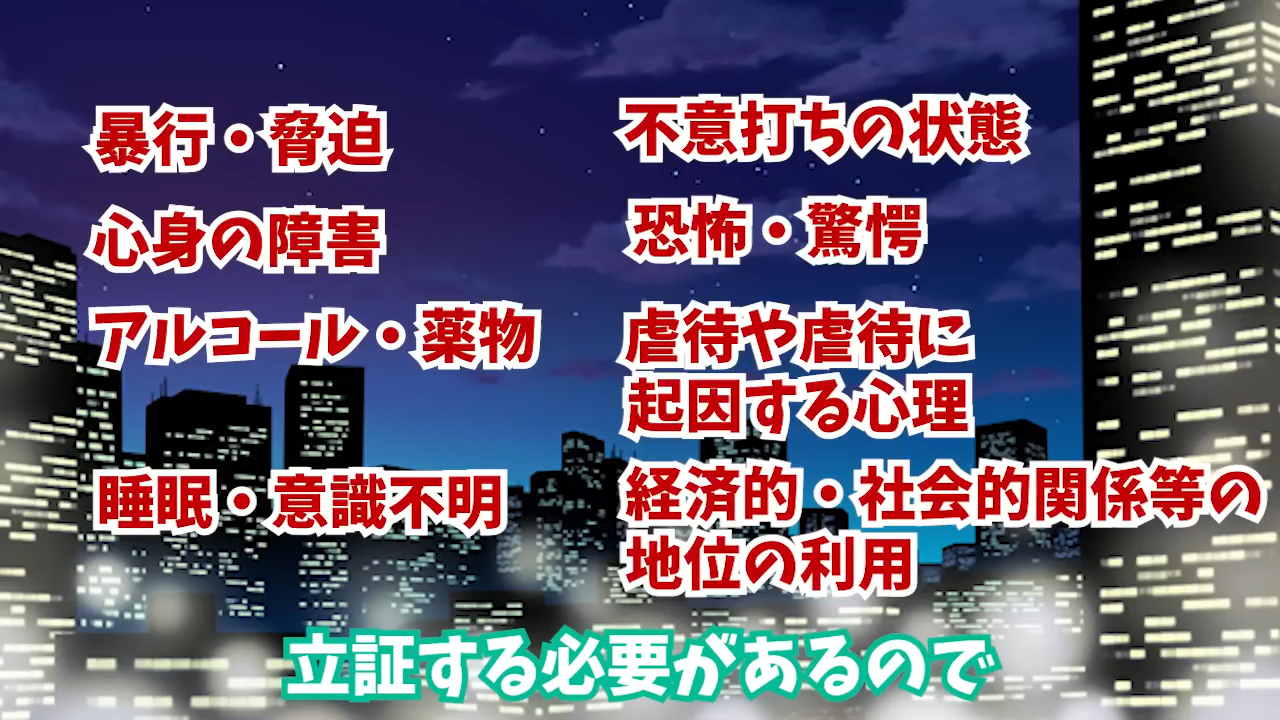 暴行・脅迫
心身の障害
アルコール・薬物
睡眠・意識不明
不意打ちの状態
恐怖・驚愕
虐待や虐待に
起因する心理
経済的・社会的関係等の
地位の利用
立証する必要があるので